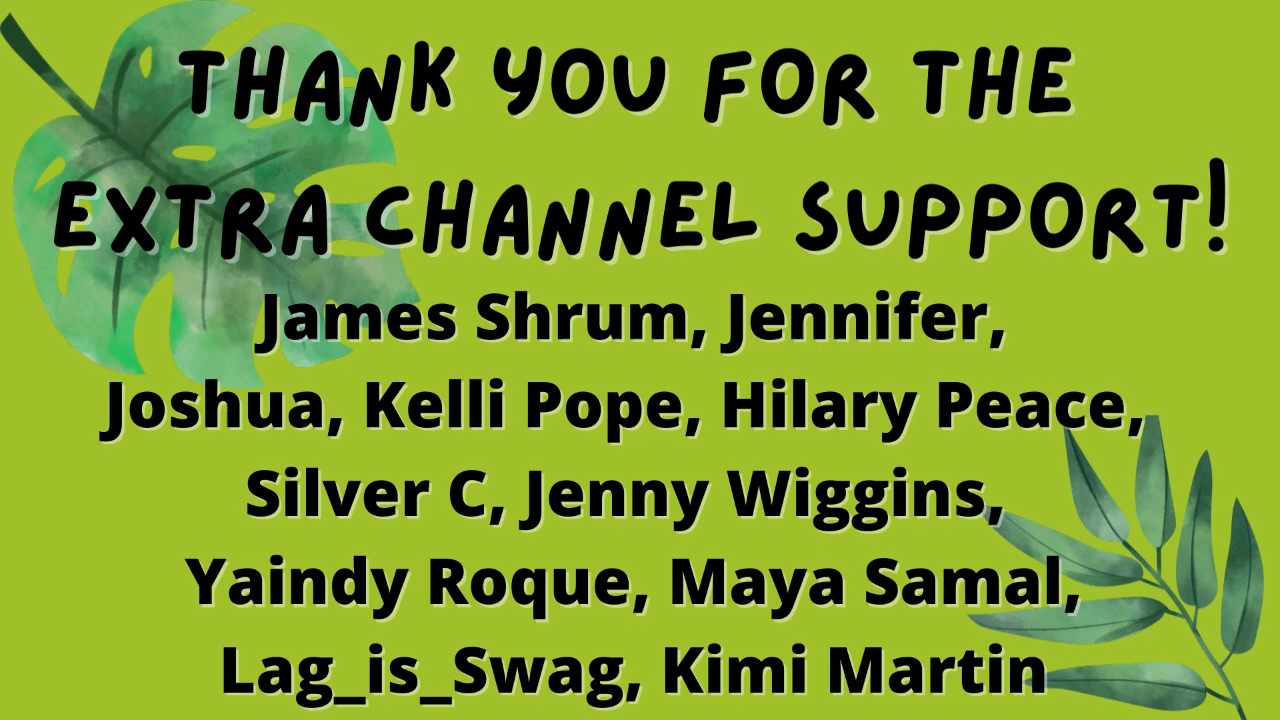 THANK YOU FOR THE
EXTRA CHANNEL SUPPORT!
James Shrum, Jennifer,
Joshua, Kelli Pope, Hilary Peace,
Silver C, Jenny Wiggins,
Yaindy Roque, Maya Samal,
Lag_is_Swag, Kimi Martin